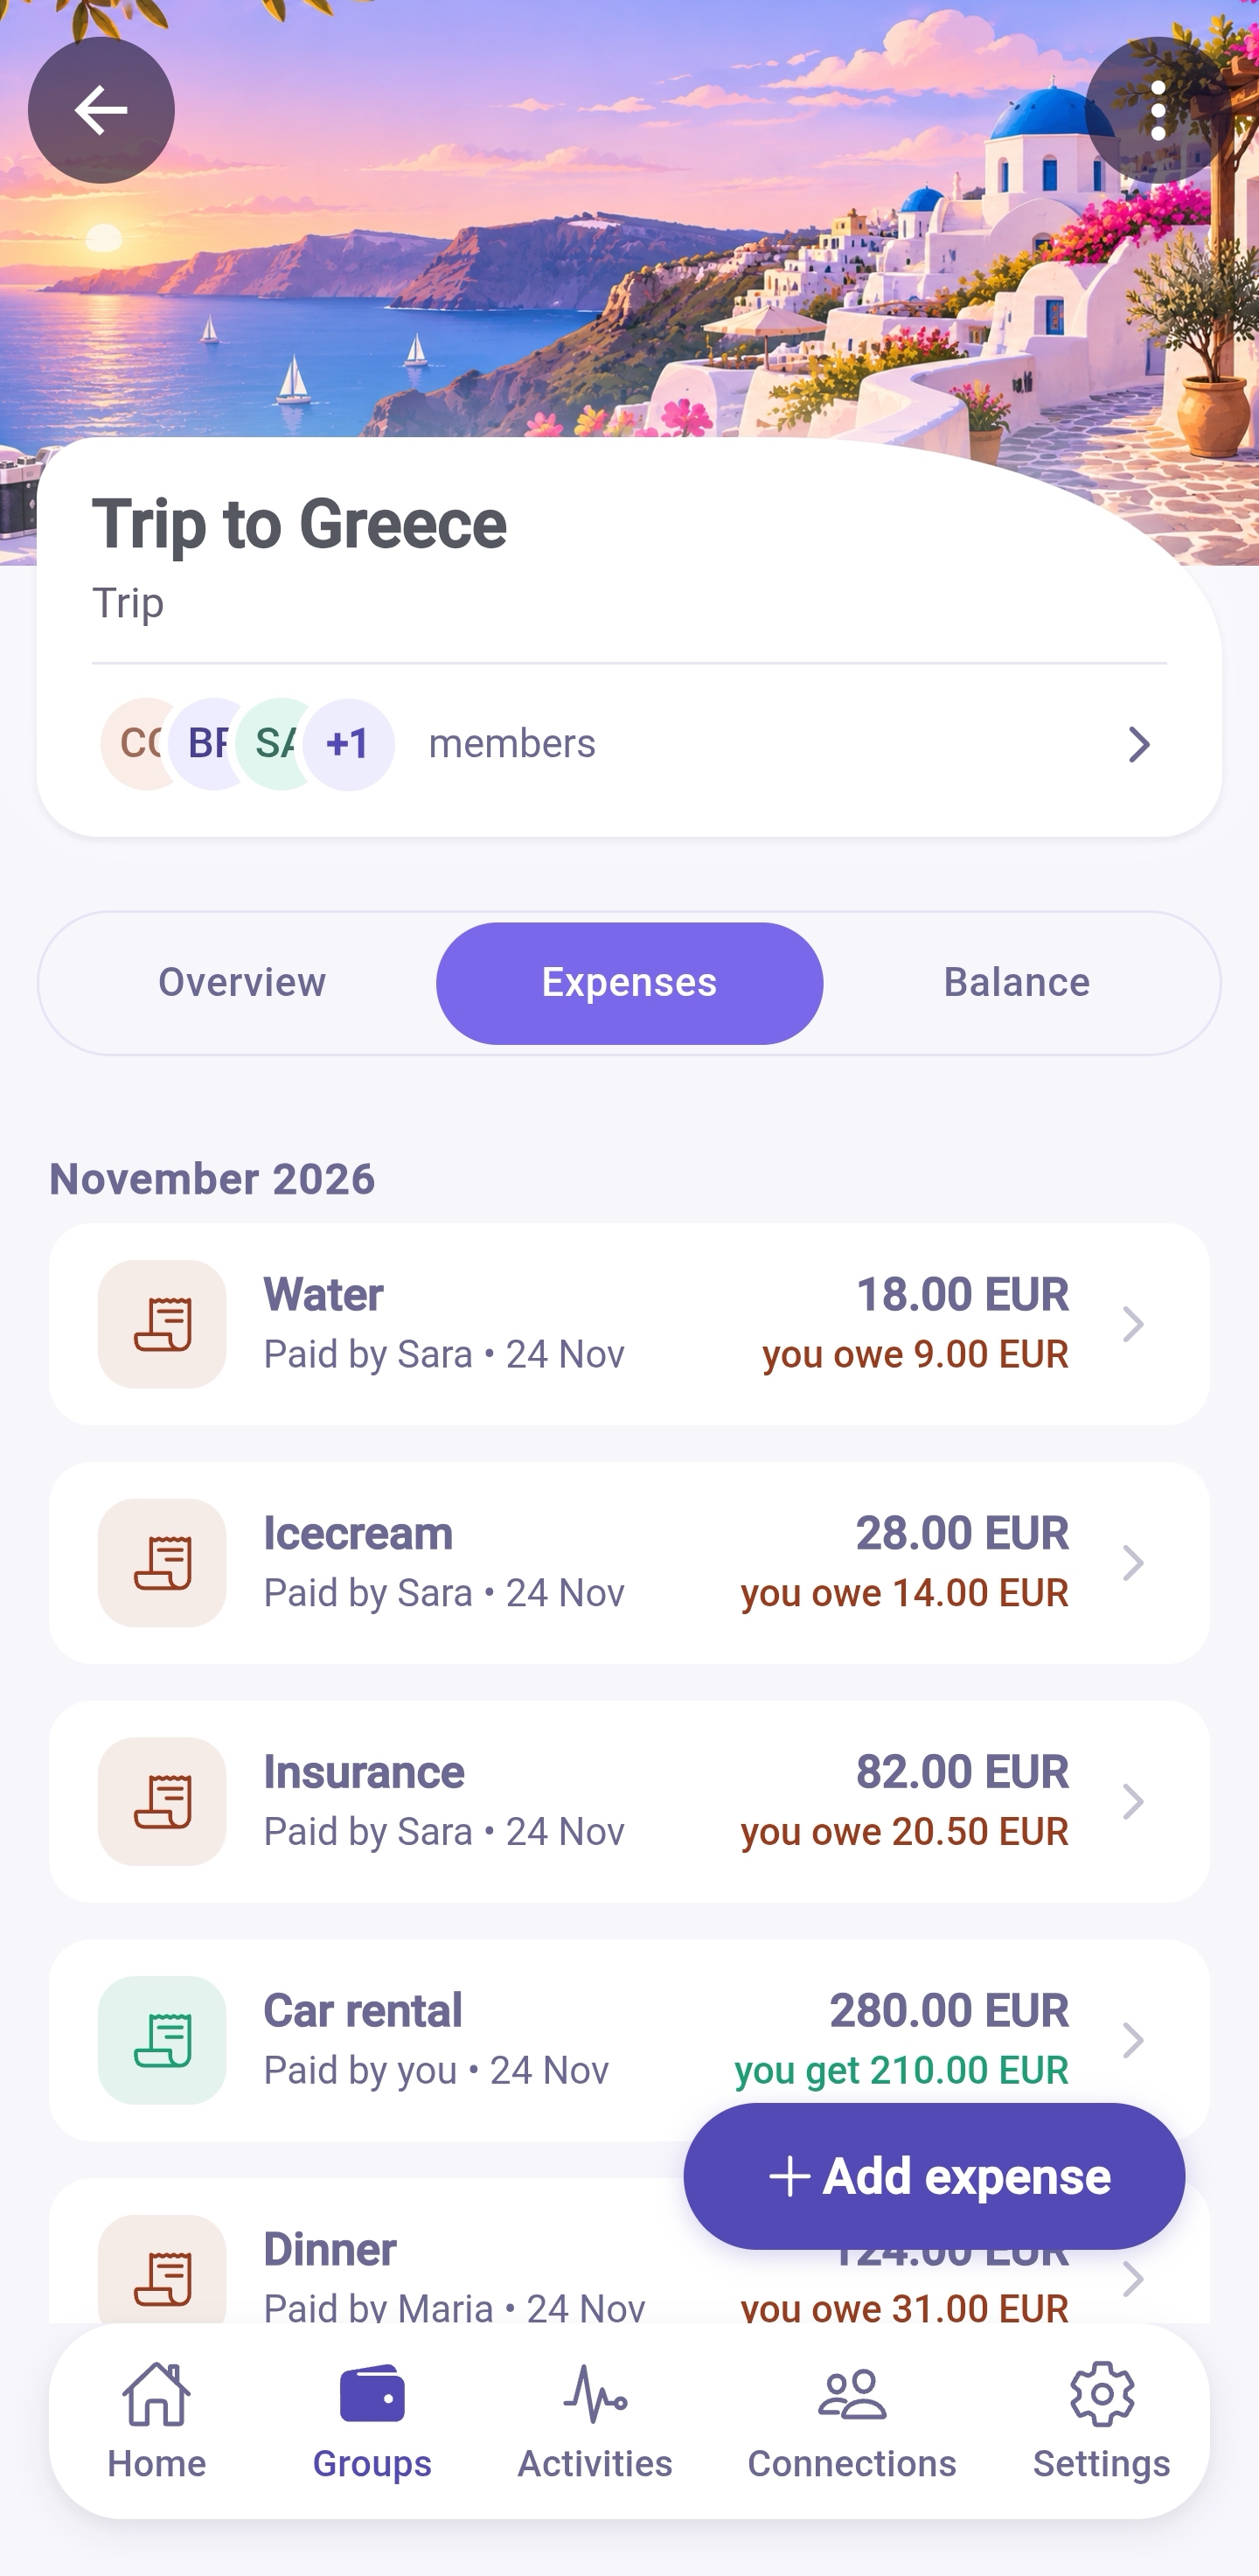 Trip to Greece
Trip
+1 members
Overview Expenses Balance
November 2026
Water 18.00 EUR
Paid by Sara • 24 Nov you owe 9.00 EUR
Icecream 28.00 EUR
Paid by Sara • 24 Nov you owe 14.00 EUR
Insurance 82.00 EUR
Paid by Sara • 24 Nov you owe 20.50 EUR
Car rental 280.00 EUR
Paid by you • 24 Nov you get 210.00 EUR
Add expense
Dinner 124.00 EUR
Paid by Maria • 24 Nov you owe 31.00 EUR
Home Groups Activities Connections Settings